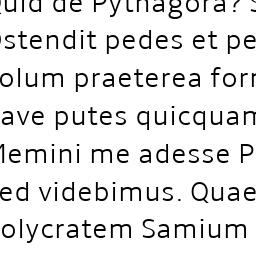 Quid de Pythagora? S
Ostendit pedes et pe
olum praeterea forr
ave putes quicquam
Memini me adesse P
ed videbimus. Quae
olycratem Samium